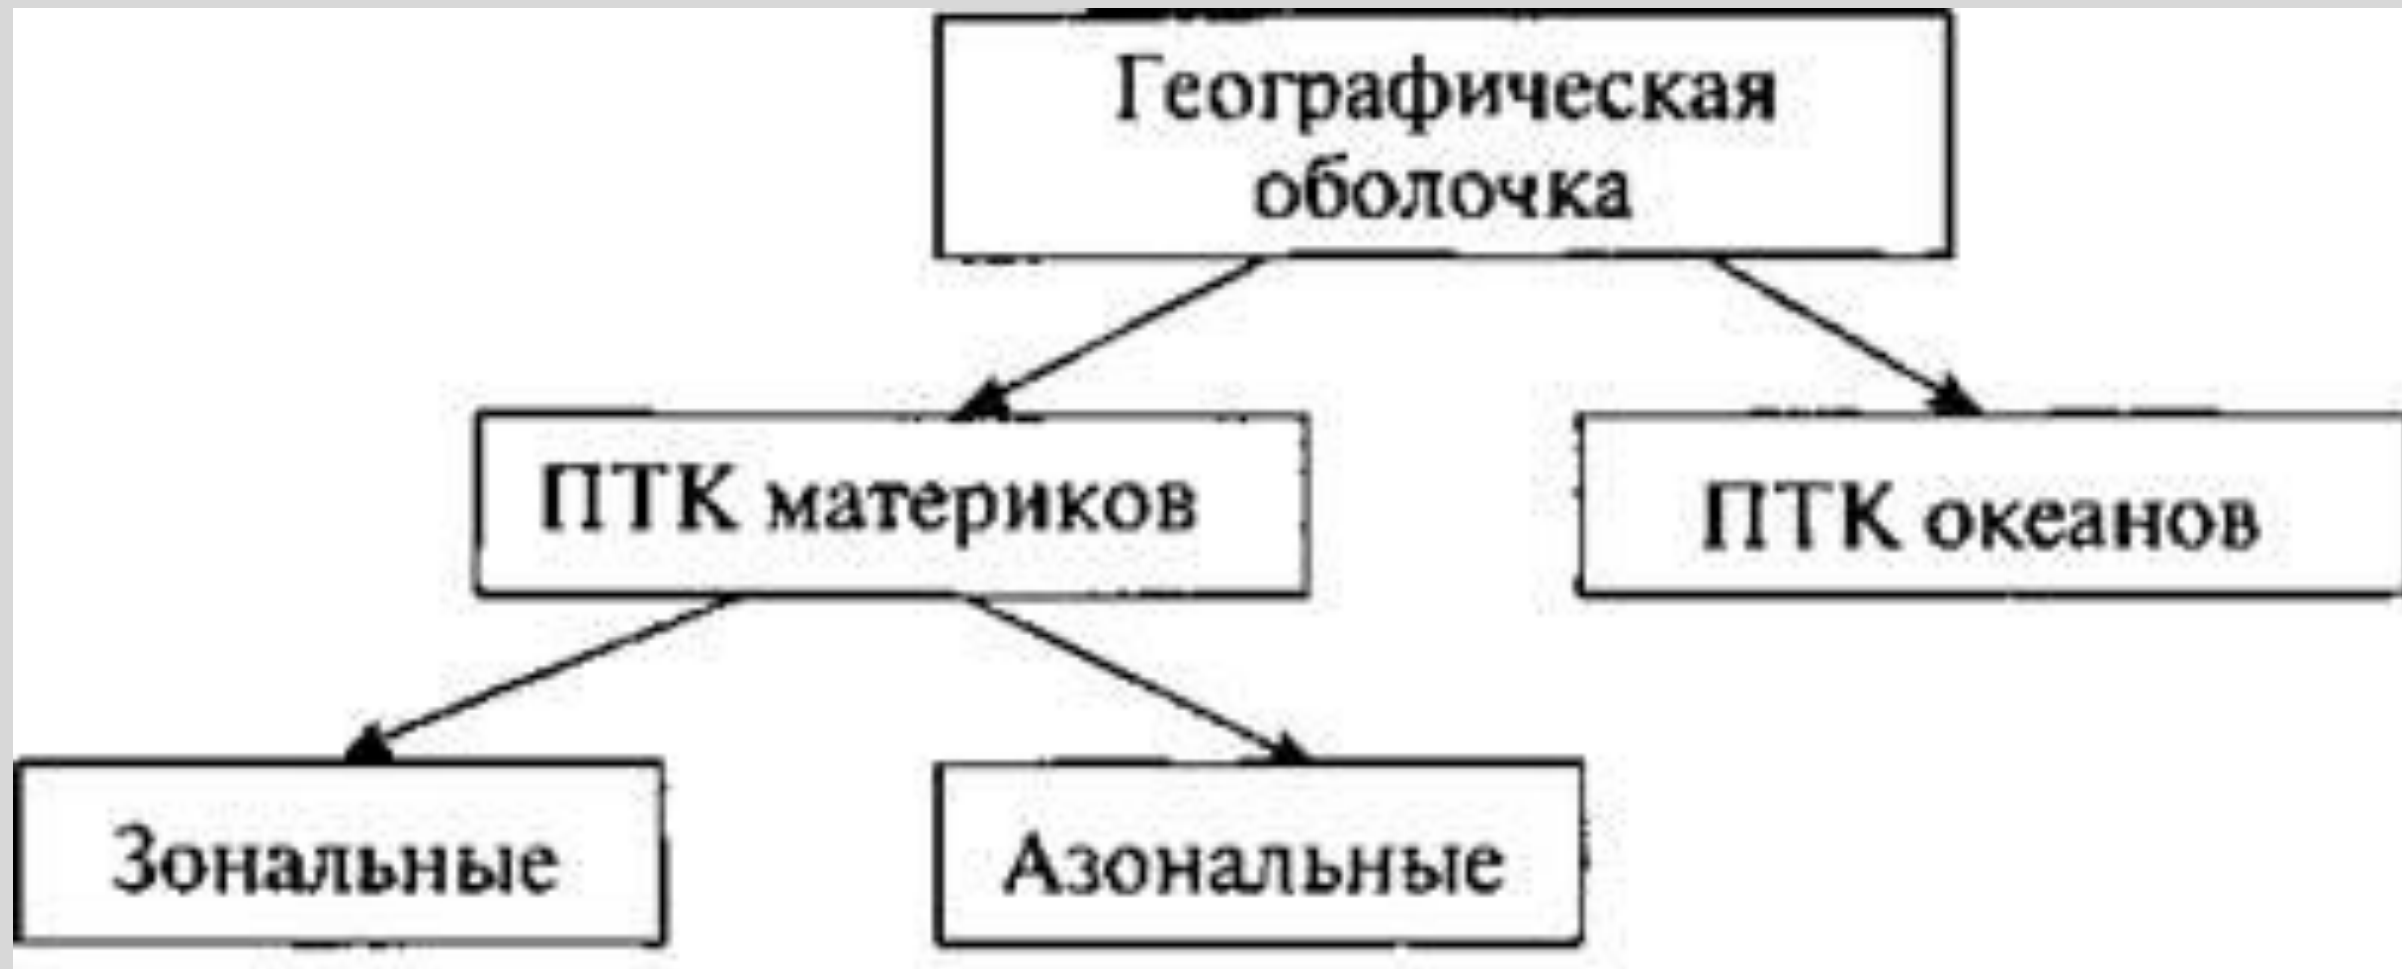 Географическая
оболочка
ПТК материков
ПТК океанов
Зональные
Азональные